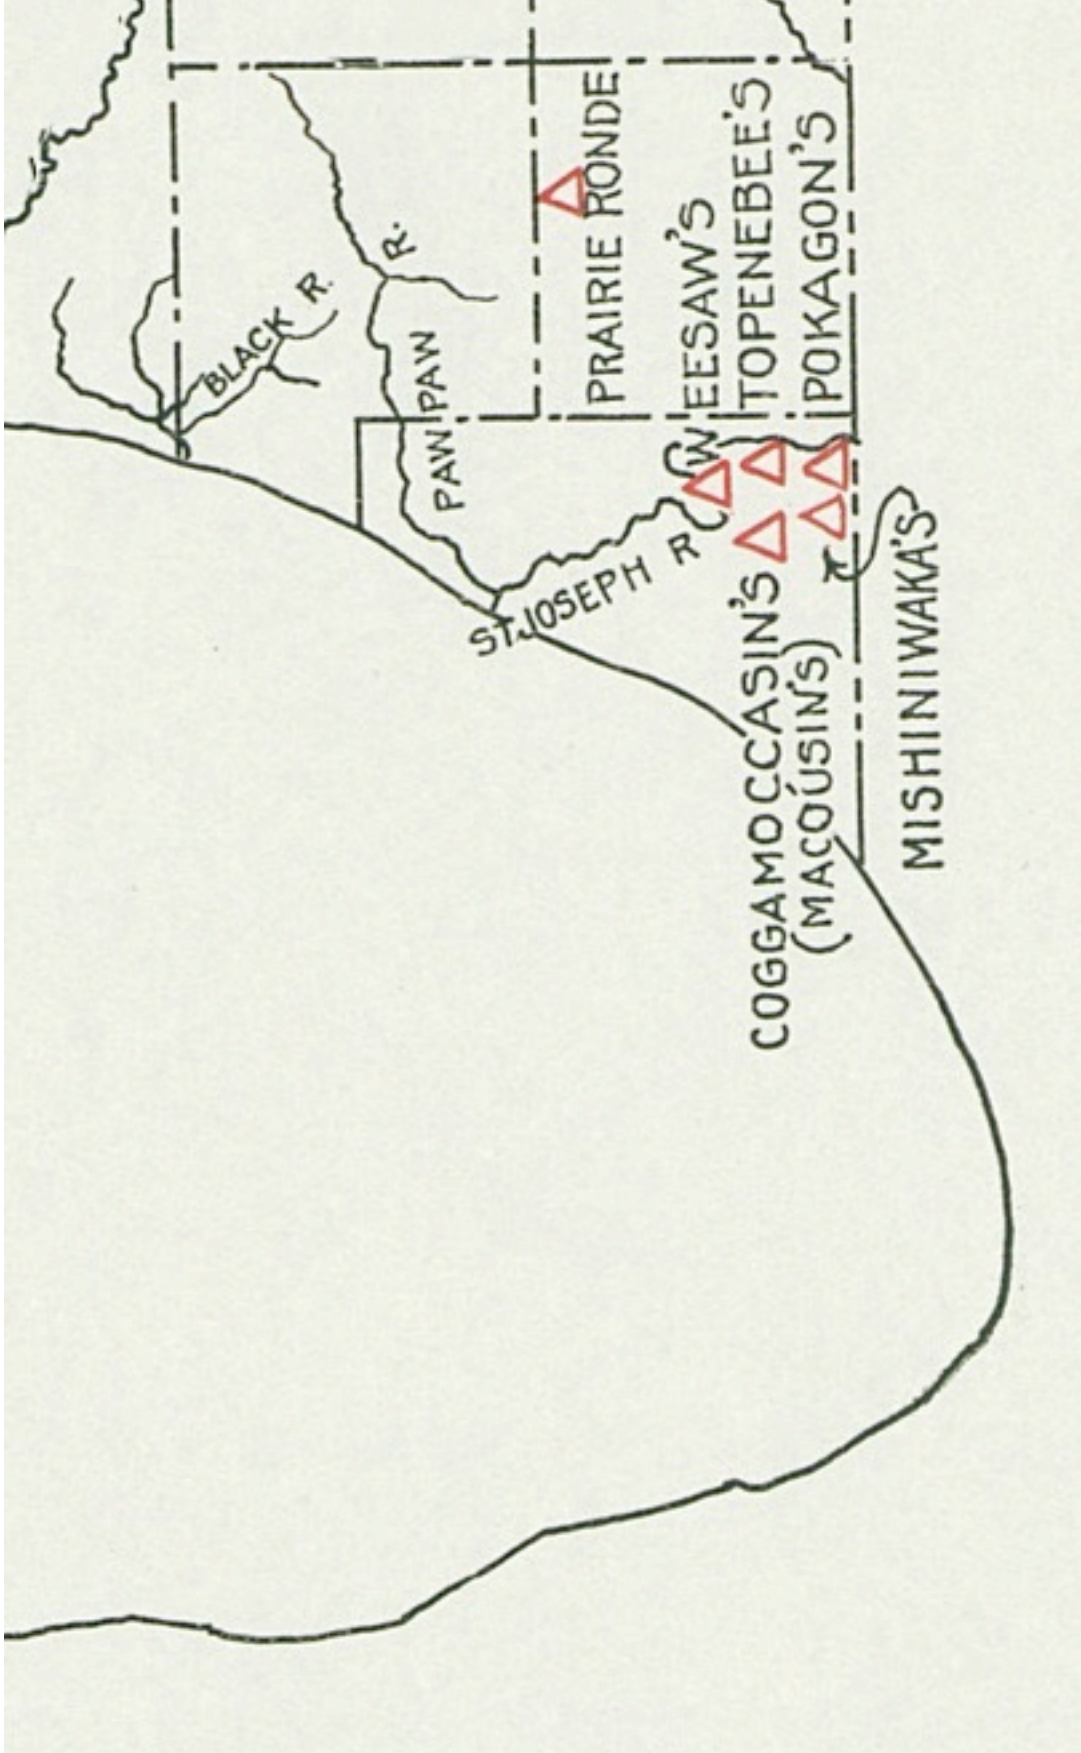 BLACK R.
PAW PAW R.
PRAIRIE RONDE
WEESAW'S
TOPENEBEE'S
POKAGON'S
ST. JOSEPH R
COGGAMOCCASIN'S
(MACOUSIN'S)
MISHINIWAKA'S